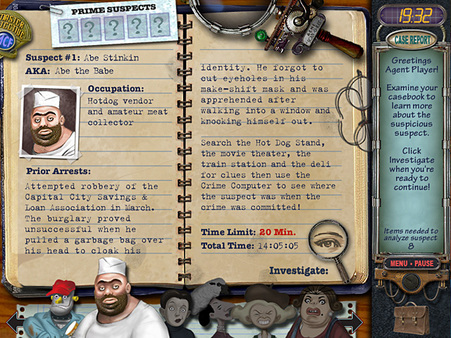 PRIME SUSPECTS
? ? ? ? ?
19:32
CASE REPORT
Suspect #1: Abe Stinkin
AKA: Abe the Babe
Occupation:
Hotdog vendor
and amateur meat
collector
Prior Arrests:
Attempted robbery of the
Capital City Savings &
Loan Association in March.
The burglary proved
unsuccessful when he
pulled a garbage bag over
his head to cloak his
identity. He forgot to
cut eyeholes in his
make-shift mask and was
apprehended after
walking into a window and
knocking himself out.
Search the Hot Dog Stand,
the movie theater, the
train station and the deli
for clues then use the
Crime Computer to see where
the suspect was when the
crime was committed!
Time Limit: 20 Min.
Total Time: 14:05:05
Investigate:
Greetings
Agent Player!
Examine your
casebook to
learn more
about the
suspicious
suspect.
Click
Investigate
when you're
ready to
continue!
Items needed to
analyze suspect
8
MENU • PAUSE